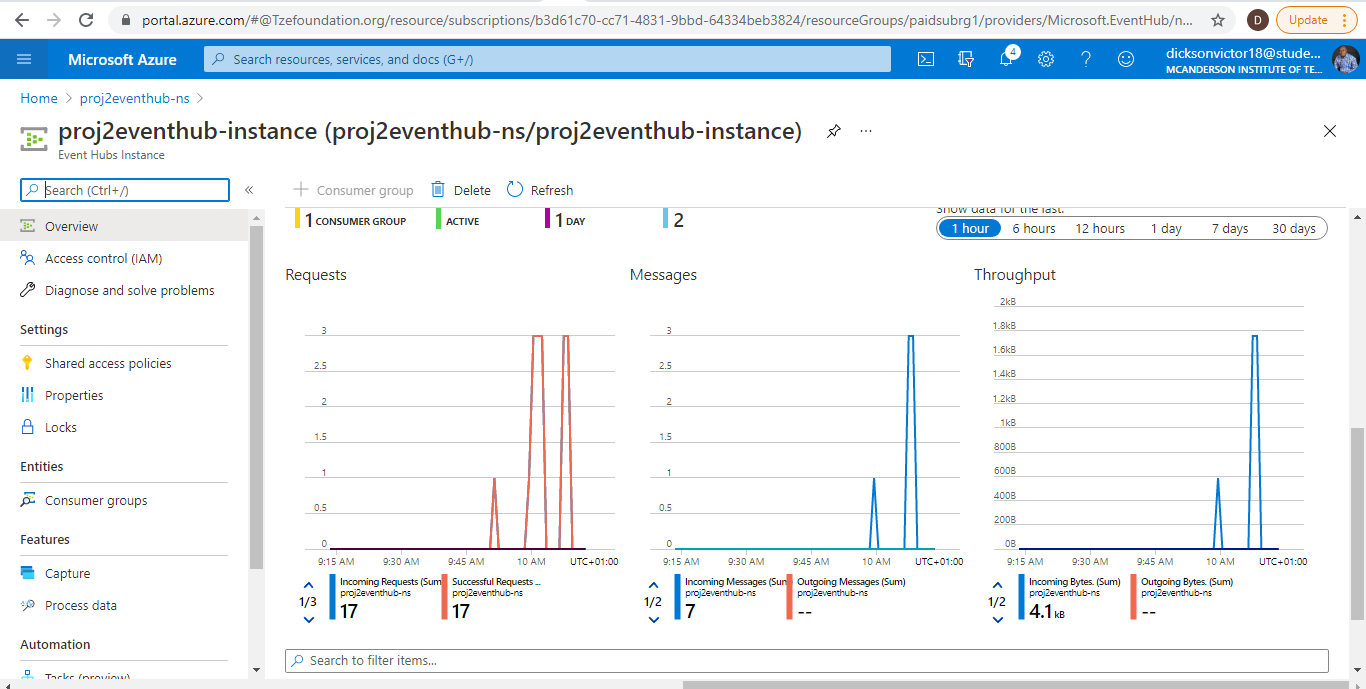 portal.azure.com/#@Tzefoundation.org/resource/subscriptions/b3d61c70-cc71-4831-9bbd-64334beb3824/resourceGroups/paidsubrg1/providers/Microsoft.EventHub/n...
D
Update
Microsoft Azure
Search resources, services, and docs (G+/)
4
dicksonvictor18@stude...
MCANDERSON INSTITUTE OF TE...
Home > proj2eventhub-ns >
proj2eventhub-instance (proj2eventhub-ns/proj2eventhub-instance)
Event Hubs Instance
Search (Ctrl+/)
«
Overview
Access control (IAM)
Diagnose and solve problems
Settings
Shared access policies
Properties
Locks
Entities
Consumer groups
Features
Capture
Process data
Automation
Tasks (preview)
+ Consumer group
Delete
Refresh
1 CONSUMER GROUP
ACTIVE
1 DAY
2
Show data for the last:
1 hour
6 hours
12 hours
1 day
7 days
30 days
Requests
3
2.5
2
1.5
1
0.5
0
9:15 AM
9:30 AM
9:45 AM
10 AM
UTC+01:00
1/3
Incoming Requests (Sum
proj2eventhub-ns
17
Successful Requests ...
proj2eventhub-ns
17
Messages
3
2.5
2
1.5
1
0.5
0
9:15 AM
9:30 AM
9:45 AM
10 AM
UTC+01:00
1/2
Incoming Messages (Sum
proj2eventhub-ns
7
Outgoing Messages (Sum)
proj2eventhub-ns
--
Throughput
2kB
1.8kB
1.6kB
1.4kB
1.2kB
1kB
800B
600B
400B
200B
0B
9:15 AM
9:30 AM
9:45 AM
10 AM
UTC+01:00
1/2
Incoming Bytes. (Sum)
proj2eventhub-ns
4.1 kB
Outgoing Bytes. (Sum)
proj2eventhub-ns
--
Search to filter items...